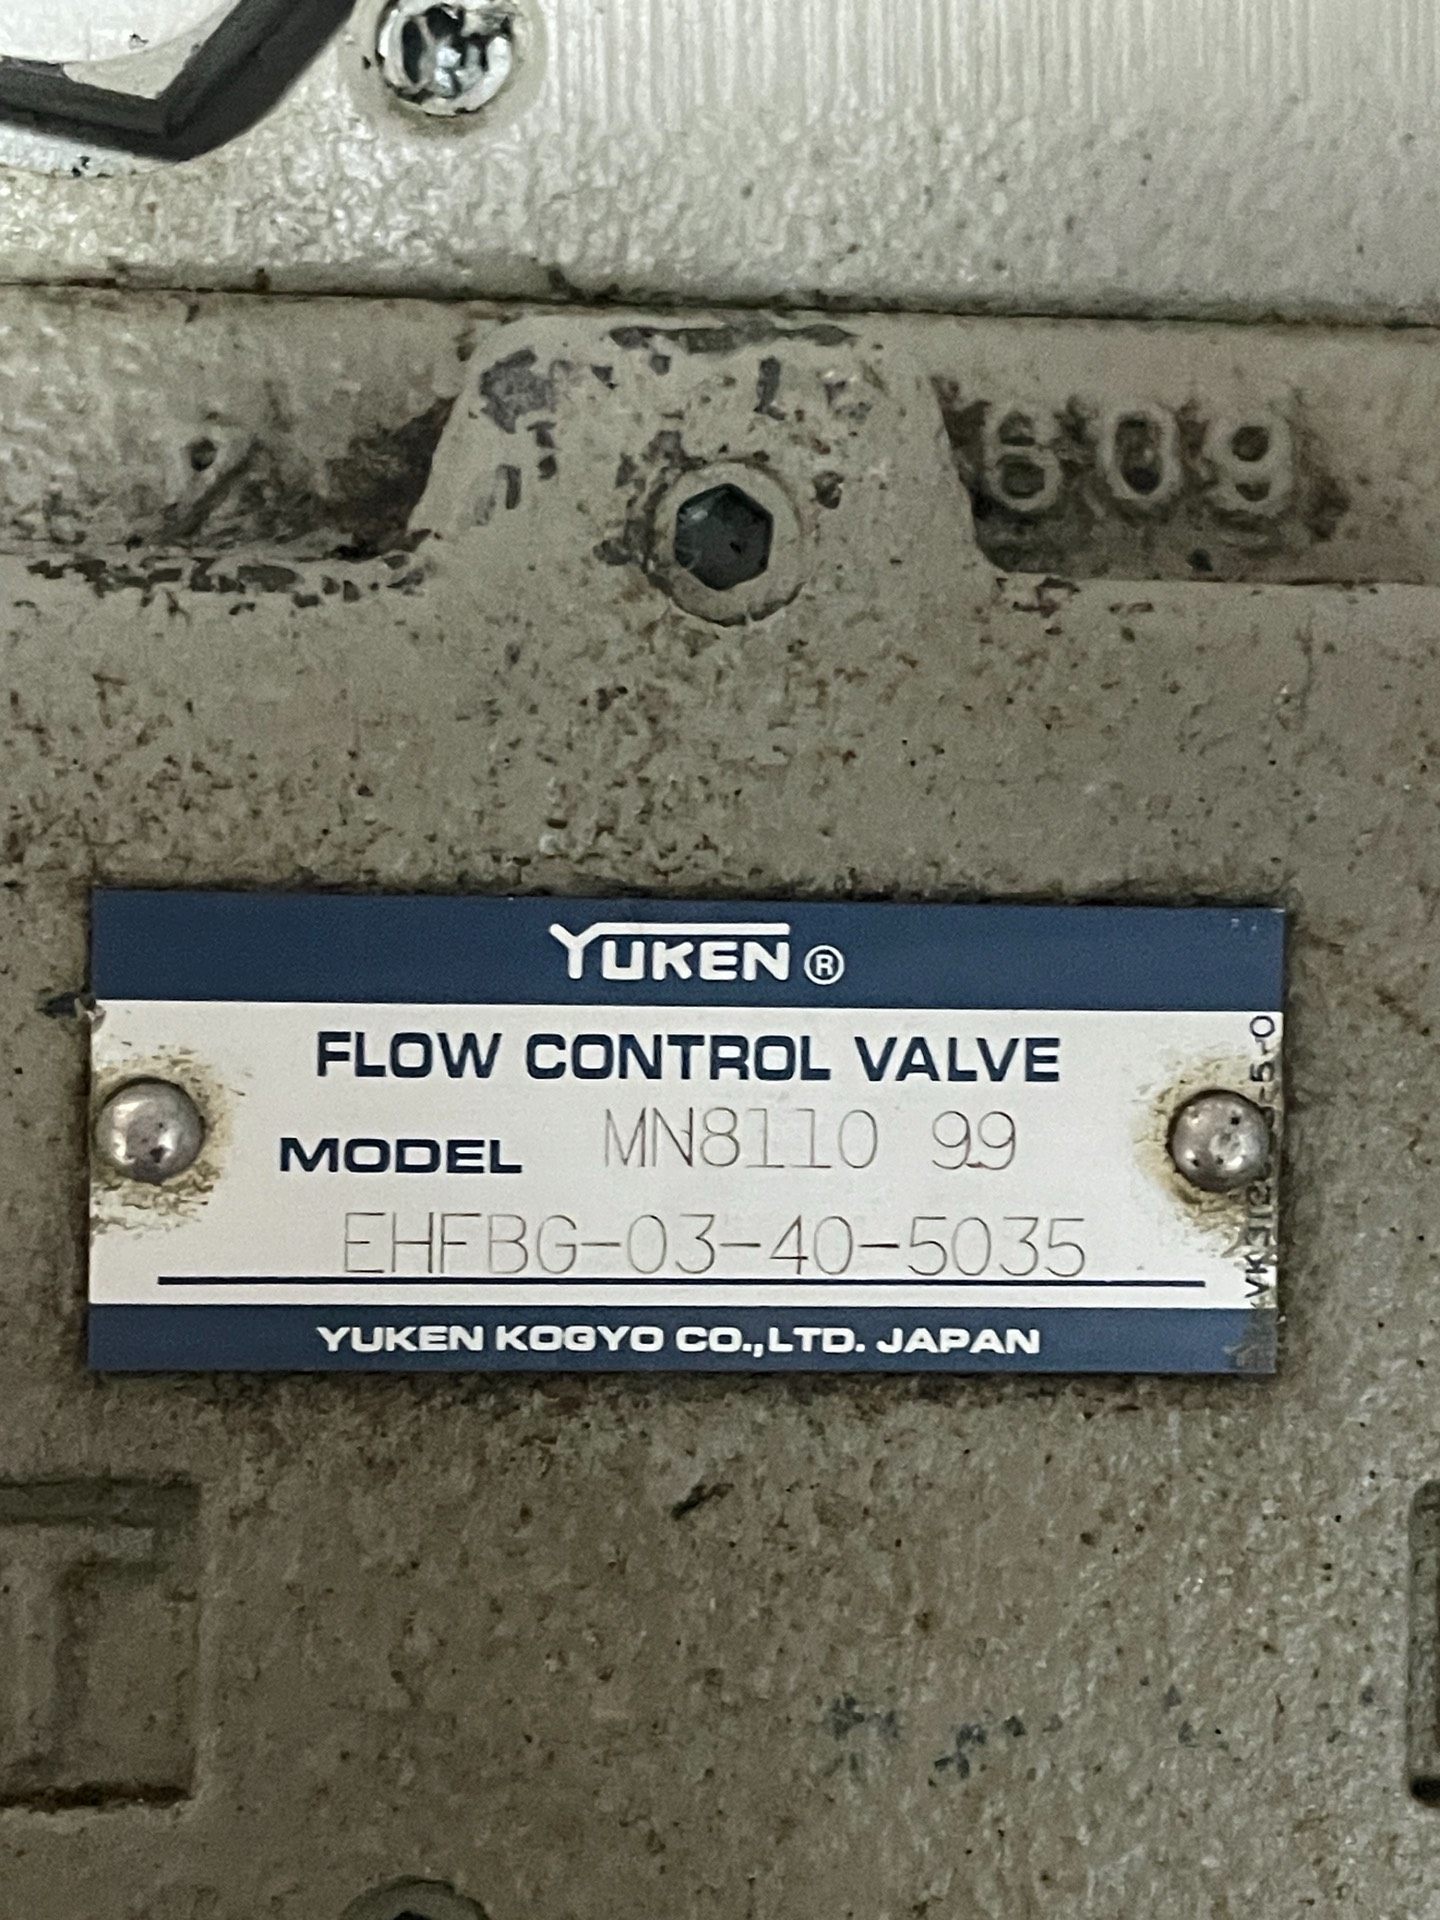 609
YUKEN®
FLOW CONTROL VALVE
MODEL MN8110 99
EHFBG-03-40-5035
YUKEN KOGYO CO.,LTD. JAPAN